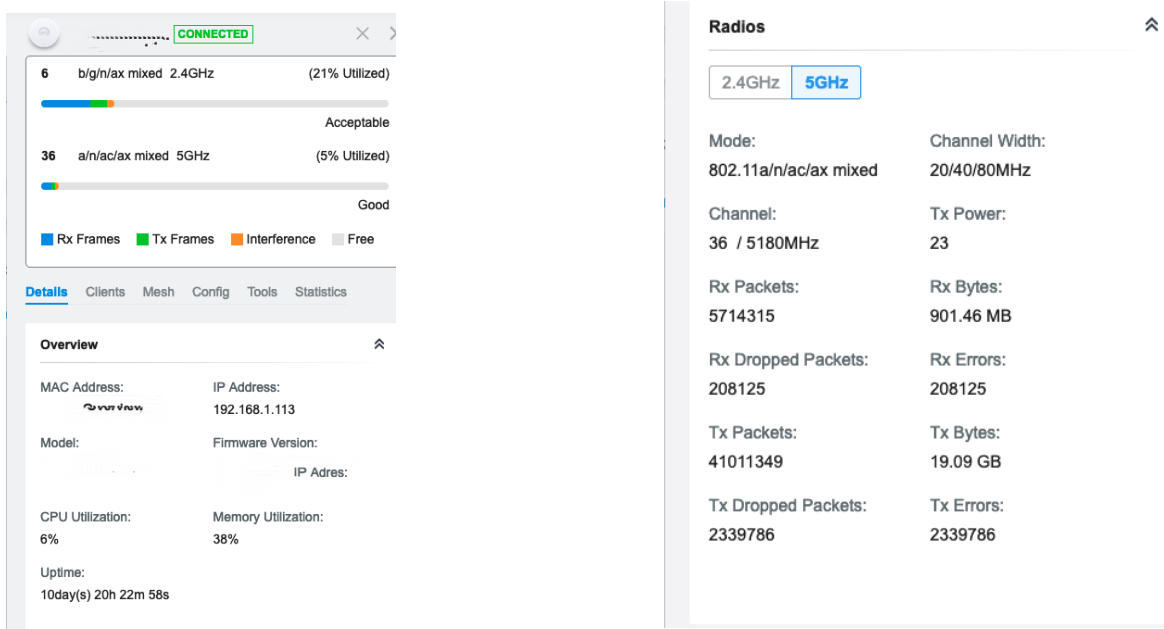 CONNECTED
6 b/g/n/ax mixed 2.4GHz (21% Utilized)
Acceptable
36 a/n/ac/ax mixed 5GHz (5% Utilized)
Good
Rx Frames Tx Frames Interference Free
Details Clients Mesh Config Tools Statistics
Overview
MAC Address: IP Address:
192.168.1.113
Model: Firmware Version:
IP Adres:
CPU Utilization: Memory Utilization:
6% 38%
Uptime:
10day(s) 20h 22m 58s
Radios
2.4GHz 5GHz
Mode: Channel Width:
802.11a/n/ac/ax mixed 20/40/80MHz
Channel: Tx Power:
36 / 5180MHz 23
Rx Packets: Rx Bytes:
5714315 901.46 MB
Rx Dropped Packets: Rx Errors:
208125 208125
Tx Packets: Tx Bytes:
41011349 19.09 GB
Tx Dropped Packets: Tx Errors:
2339786 2339786